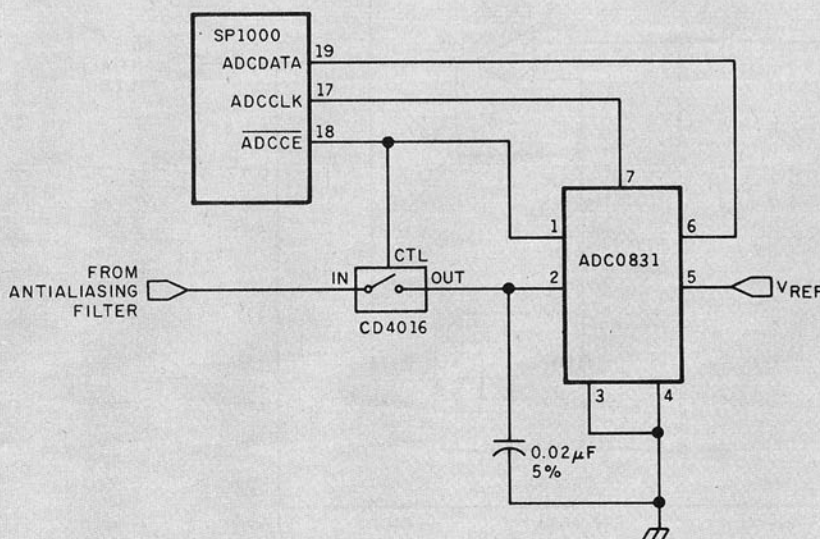 SP1000
ADCDATA 19
ADCCLK 17
ADCCE 18
7
1
6
ADC0831
CTL
FROM
ANTIALIASING
FILTER
IN
OUT
2
5
VREF
CD4016
3
4
0.02µF
5%